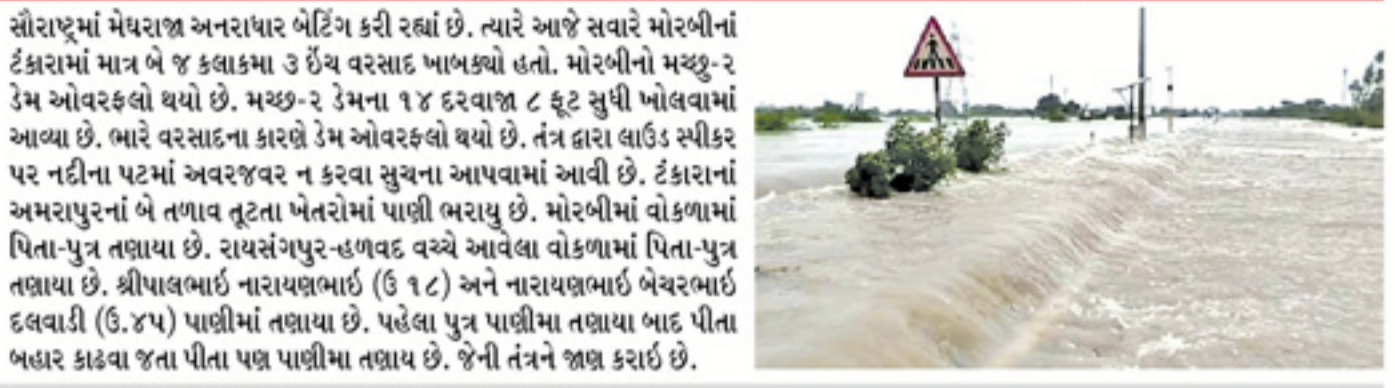 સૌરાષ્ટ્રમાં મેઘરાજા અનરાધાર બેટિંગ કરી રહ્યાં છે. ત્યારે આજે સવારે મોરબીનાં
ટંકારામાં માત્ર બે જ કલાકમા ૩ ઈંચ વરસાદ ખાબક્યો હતો. મોરબીનો મચ્છુ-૨
ડેમ ઓવરફલો થયો છે. મચ્છ-૨ ડેમના ૧૪ દરવાજા ૮ ફૂટ સુધી ખોલવામાં
આવ્યા છે. ભારે વરસાદના કારણે ડેમ ઓવરફલો થયો છે. તંત્ર દ્વારા લાઉડ સ્પીકર
પર નદીના પટમાં અવરજવર ન કરવા સુચના આપવામાં આવી છે. ટંકારાનાં
અમરાપુરનાં બે તળાવ તૂટતા ખેતરોમાં પાણી ભરાયુ છે. મોરબીમાં વોકળામાં
પિતા-પુત્ર તણાયા છે. રાયસંગપુર-હળવદ વચ્ચે આવેલા વોકળામાં પિતા-પુત્ર
તણાયા છે. શ્રીપાલભાઇ નારાયણભાઇ (ઉ ૧૮) અને નારાયણભાઇ બેચરભાઇ
દલવાડી (ઉ.૪૫) પાણીમાં તણાયા છે. પહેલા પુત્ર પાણીમા તણાયા બાદ પીતા
બહાર કાઢવા જતા પીતા પણ પાણીમા તણાય છે. જેની તંત્રને જાણ કરાઇ છે.